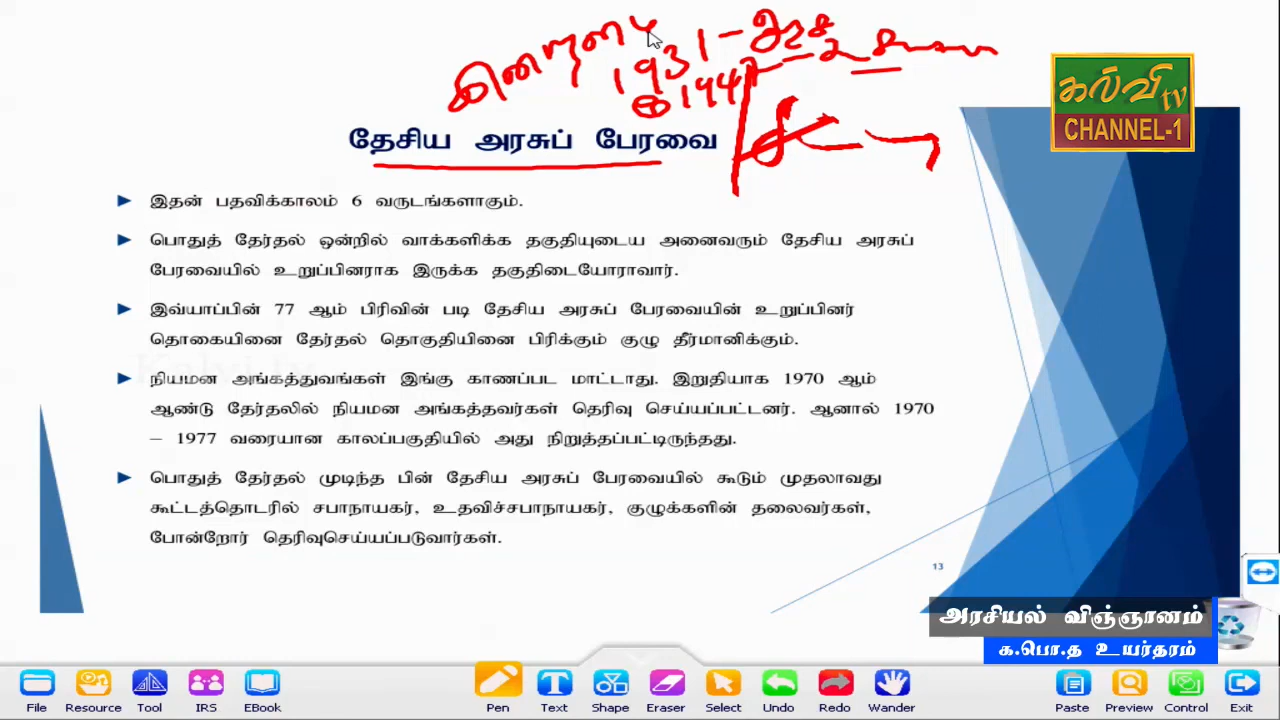 1931 -
1947
கல்வி tv
CHANNEL-1
தேசிய அரசுப் பேரவை
இதன் பதவிக்காலம் 6 வருடங்களாகும்.
பொதுத் தேர்தல் ஒன்றில் வாக்களிக்க தகுதியுடைய அனைவரும் தேசிய அரசுப்
பேரவையில் உறுப்பினராக இருக்க தகுதிடையோராவார்.
இவ்யாப்பின் 77 ஆம் பிரிவின் படி தேசிய அரசுப் பேரவையின் உறுப்பினர்
தொகையினை தேர்தல் தொகுதியினை பிரிக்கும் குழு தீர்மானிக்கும்.
நியமன அங்கத்துவங்கள் இங்கு காணப்பட மாட்டாது. இறுதியாக 1970 ஆம்
ஆண்டு தேர்தலில் நியமன அங்கத்தவர்கள் தெரிவு செய்யப்பட்டனர். ஆனால் 1970
– 1977 வரையான காலப்பகுதியில் அது நிறுத்தப்பட்டிருந்தது.
பொதுத் தேர்தல் முடிந்த பின் தேசிய அரசுப் பேரவையில் கூடும் முதலாவது
கூட்டத்தொடரில் சபாநாயகர், உதவிச்சபாநாயகர், குழுக்களின் தலைவர்கள்,
போன்றோர் தெரிவுசெய்யப்படுவார்கள்.
13
அரசியல் விஞ்ஞானம்
க.பொ.த உயர்தரம்
File Resource Tool IRS EBook Pen Text Shape Eraser Select Undo Redo Wander Paste Preview Control Exit